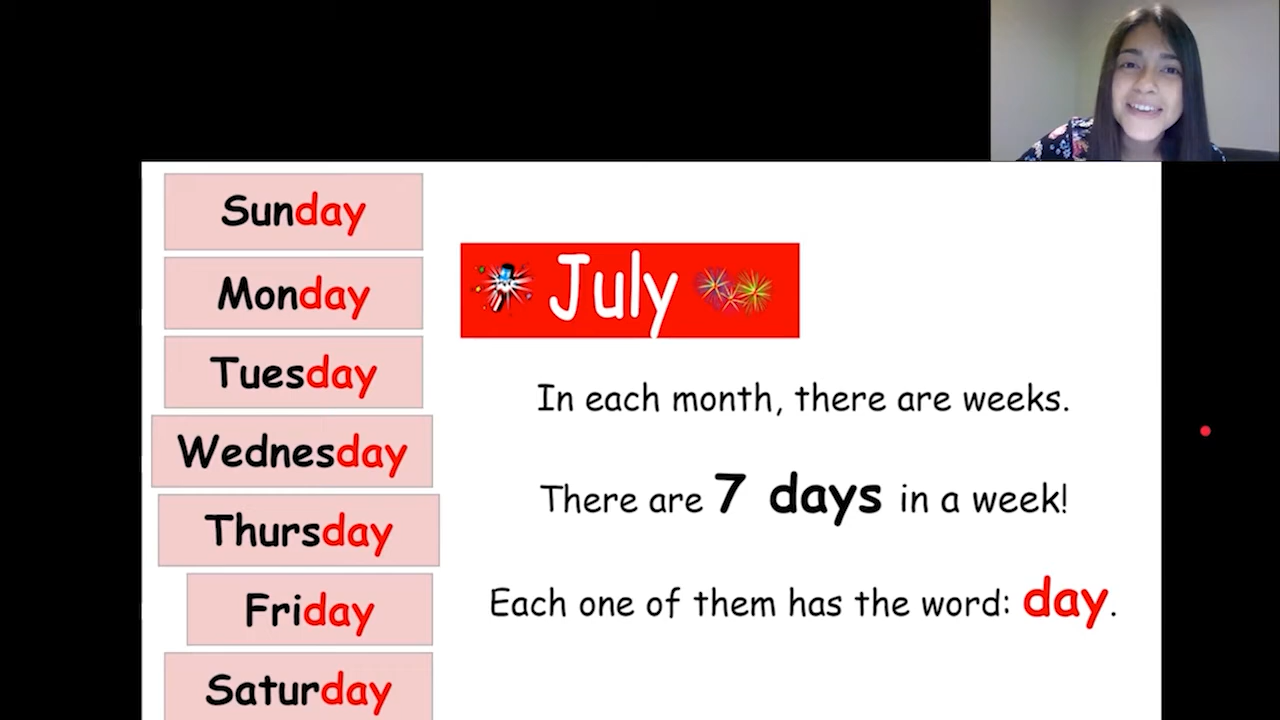 Sunday
Monday
Tuesday
Wednesday
Thursday
Friday
Saturday
July
In each month, there are weeks.
There are 7 days in a week!
Each one of them has the word: day.